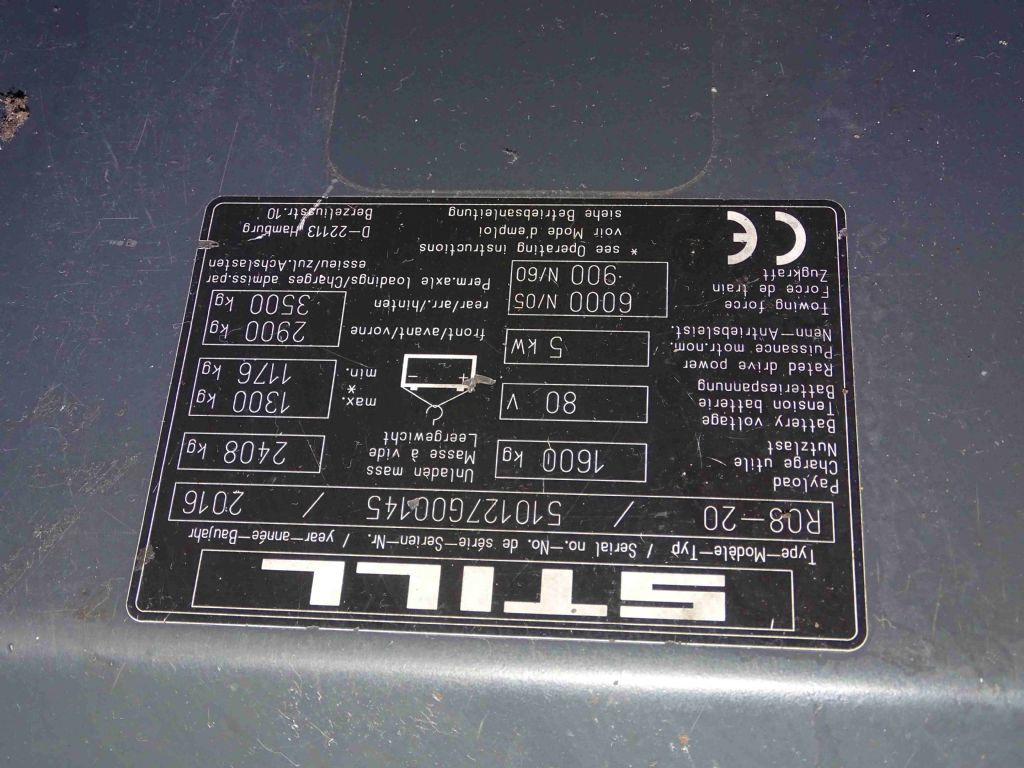 STILL
Type—Modèle—Typ / Serial no.—No. de série—Serien—Nr. / year—année—Baujahr
R08—20 / 510127G00145 / 2016
Payload
Charge utile
Nutzlast
1600 kg
Unladen mass
Masse à vide
Leergewicht
2408 kg
Battery voltage
Tension batterie
Batteriespannung
80 V
max.
*
min.
1300 kg
1176 kg
Rated drive power
Puissance motr.nom.
Nenn—Antriebsleist.
5 kW
front/avant/vorne
rear/arr./hinten
2900 kg
3500 kg
Towing force
Force de train
Zugkraft
6000 N/05
900 N/60
Perm.axle loadings/Charges admiss.par
essieu/zul.Achslasten
CE
* see Operating instructions
voir Mode d'emploi
siehe Betriebsanleitung
D—22113 Hamburg
Berzeliusstr.10